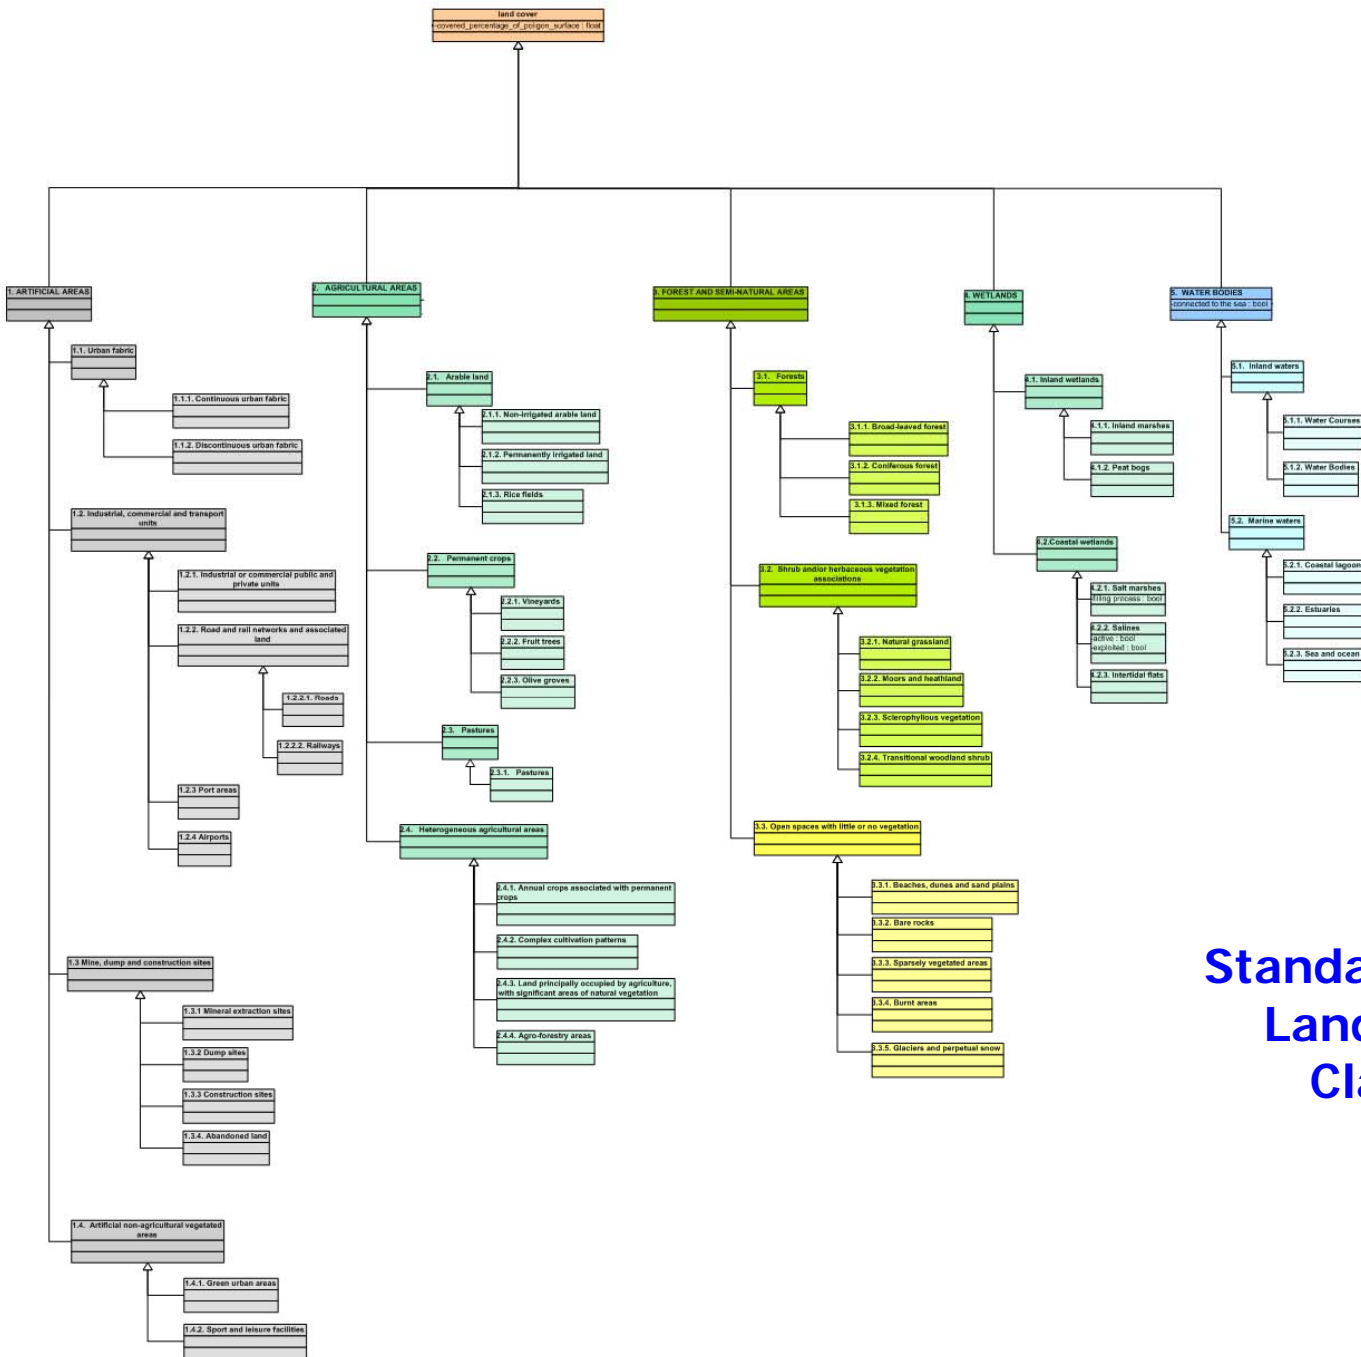 land cover
-covered_percentage_of_poligon_surface : float
1. ARTIFICIAL AREAS
1.1. Urban fabric
1.1.1. Continuous urban fabric
1.1.2. Discontinuous urban fabric
1.2. Industrial, commercial and transport
units
1.2.1. Industrial or commercial public and
private units
1.2.2. Road and rail networks and associated
land
1.2.2.1. Roads
1.2.2.2. Railways
1.2.3 Port areas
1.2.4 Airports
1.3 Mine, dump and construction sites
1.3.1 Mineral extraction sites
1.3.2 Dump sites
1.3.3 Construction sites
1.3.4. Abandoned land
1.4. Artificial non-agricultural vegetated
areas
1.4.1. Green urban areas
1.4.2. Sport and leisure facilities
2. AGRICULTURAL AREAS
2.1. Arable land
2.1.1. Non-irrigated arable land
2.1.2. Permanently irrigated land
2.1.3. Rice fields
2.2. Permanent crops
2.2.1. Vineyards
2.2.2. Fruit trees
2.2.3. Olive groves
2.3. Pastures
2.3.1. Pastures
2.4. Heterogeneous agricultural areas
2.4.1. Annual crops associated with permanent
crops
2.4.2. Complex cultivation patterns
2.4.3. Land principally occupied by agriculture,
with significant areas of natural vegetation
2.4.4. Agro-forestry areas
3. FOREST AND SEMI-NATURAL AREAS
3.1. Forests
3.1.1. Broad-leaved forest
3.1.2. Coniferous forest
3.1.3. Mixed forest
3.2. Shrub and/or herbaceous vegetation
associations
3.2.1. Natural grassland
3.2.2. Moors and heathland
3.2.3. Sclerophyllous vegetation
3.2.4. Transitional woodland shrub
3.3. Open spaces with little or no vegetation
3.3.1. Beaches, dunes and sand plains
3.3.2. Bare rocks
3.3.3. Sparsely vegetated areas
3.3.4. Burnt areas
3.3.5. Glaciers and perpetual snow
4. WETLANDS
4.1. Inland wetlands
4.1.1. Inland marshes
4.1.2. Peat bogs
4.2.Coastal wetlands
4.2.1. Salt marshes
-filling process : bool
4.2.2. Salines
-active : bool
-exploited : bool
4.2.3. Intertidal flats
5. WATER BODIES
-connected to the sea : bool
5.1. Inland waters
5.1.1. Water Courses
5.1.2. Water Bodies
5.2. Marine waters
5.2.1. Coastal lagoon
5.2.2. Estuaries
5.2.3. Sea and ocean
Standa
Land
Cla